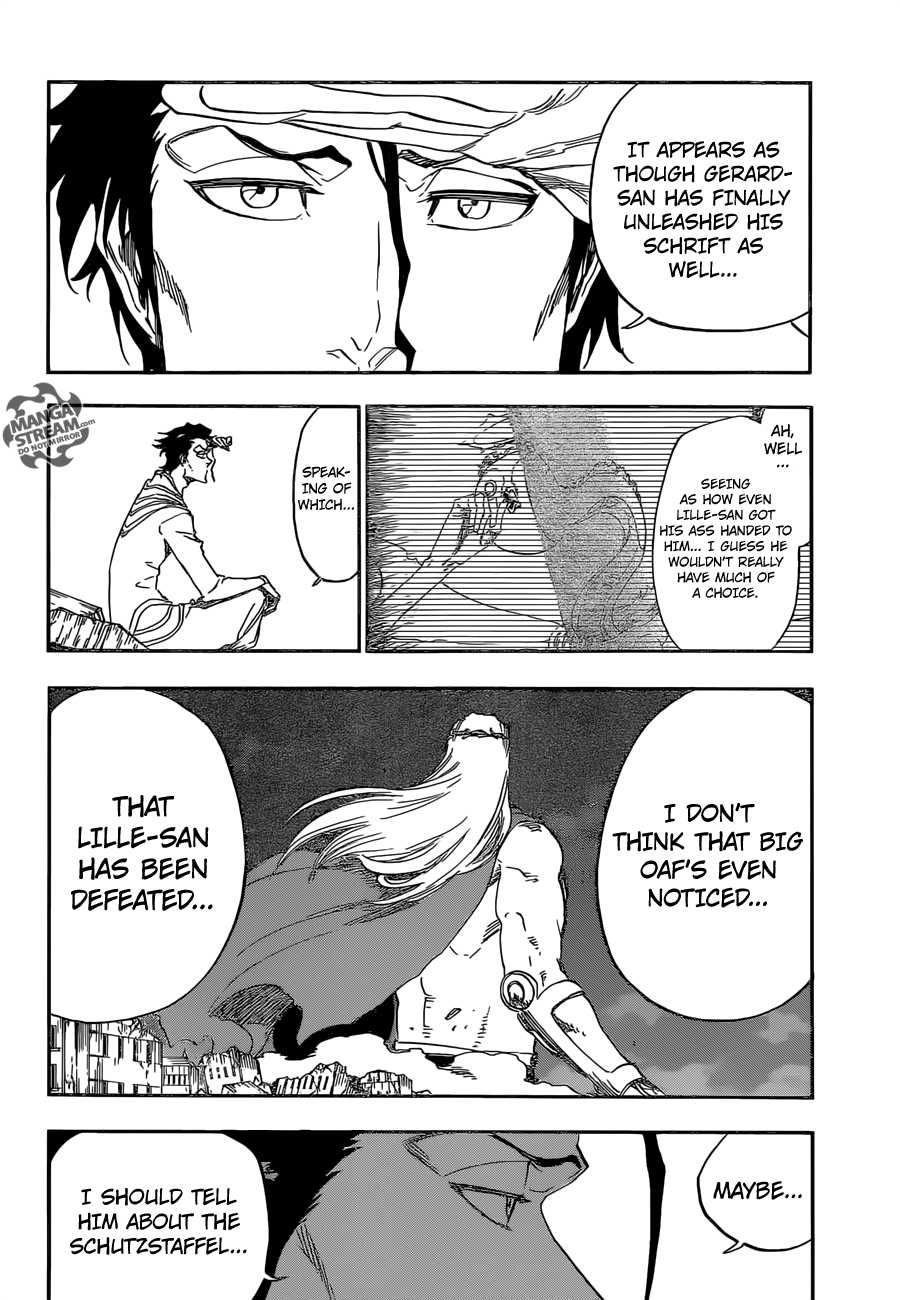 IT APPEARS AS
THOUGH GERARD-
SAN HAS FINALLY
UNLEASHED HIS
SCHRIFT AS
WELL...
AH,
WELL
...
SEEING
AS HOW EVEN
LILLE-SAN GOT
HIS ASS HANDED TO
HIM... I GUESS HE
WOULDN'T REALLY
HAVE MUCH OF
A CHOICE.
SPEAK-
ING OF
WHICH...
MANGA
STREAM.com
DO NOT MIRROR
I DON'T
THINK THAT BIG
OAF'S EVEN
NOTICED...
THAT
LILLE-SAN
HAS BEEN
DEFEATED...
MAYBE...
I SHOULD TELL
HIM ABOUT THE
SCHUTZSTAFFEL...